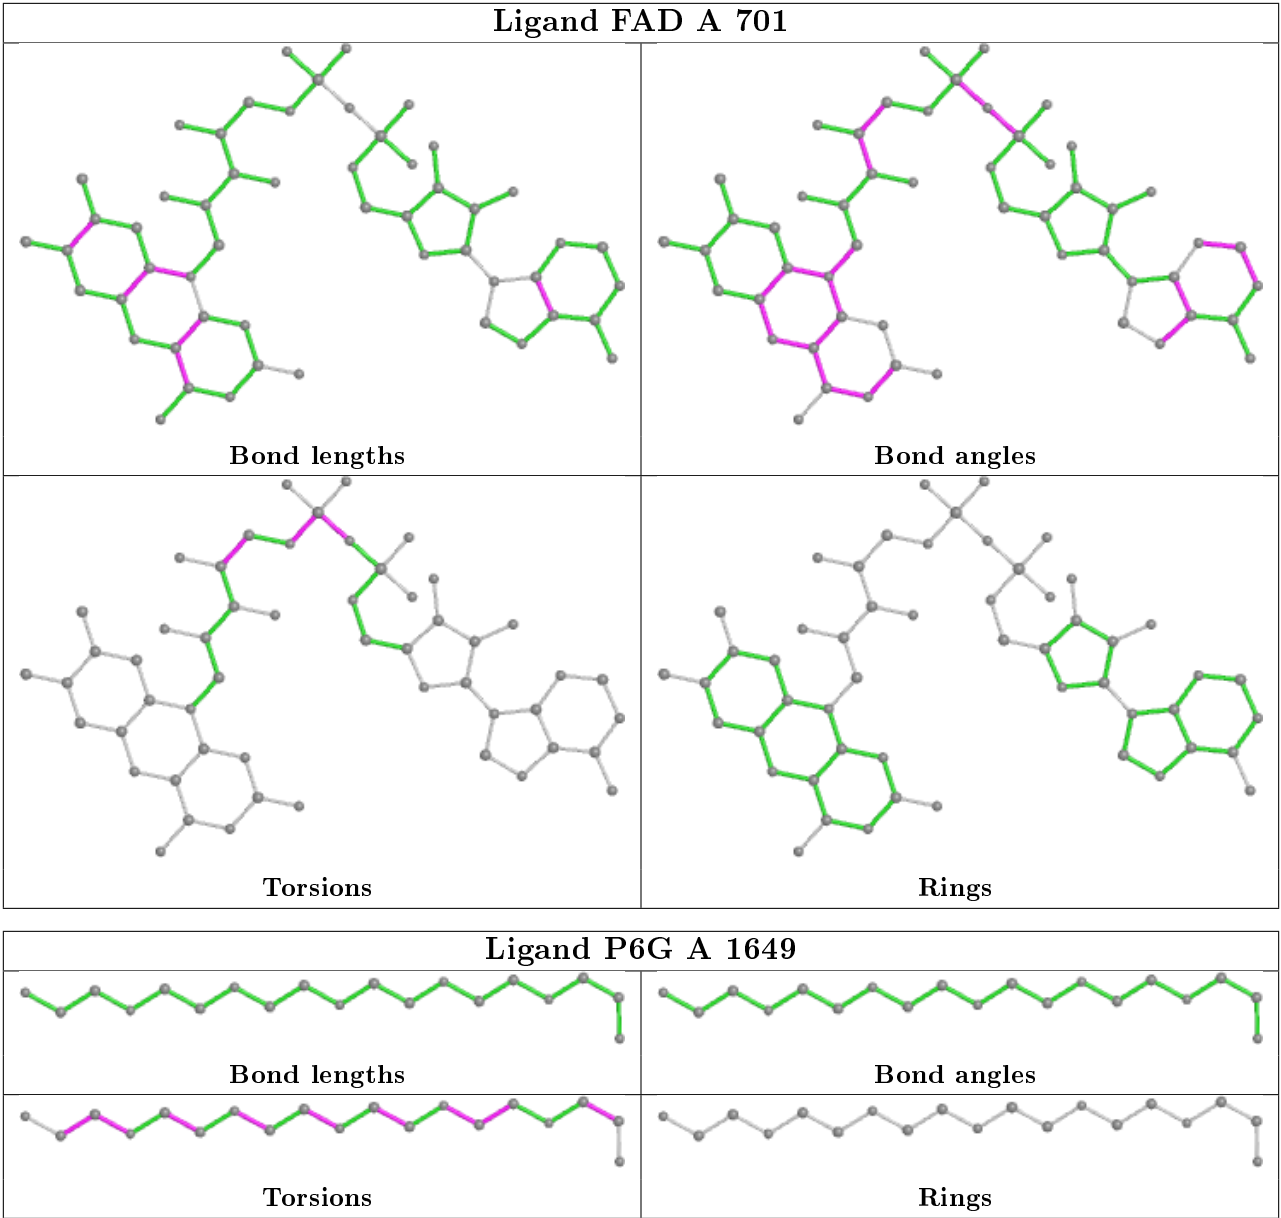 Ligand FAD A 701
Bond lengths
Bond angles
Torsions
Rings
Ligand P6G A 1649
Bond lengths
Bond angles
Torsions
Rings